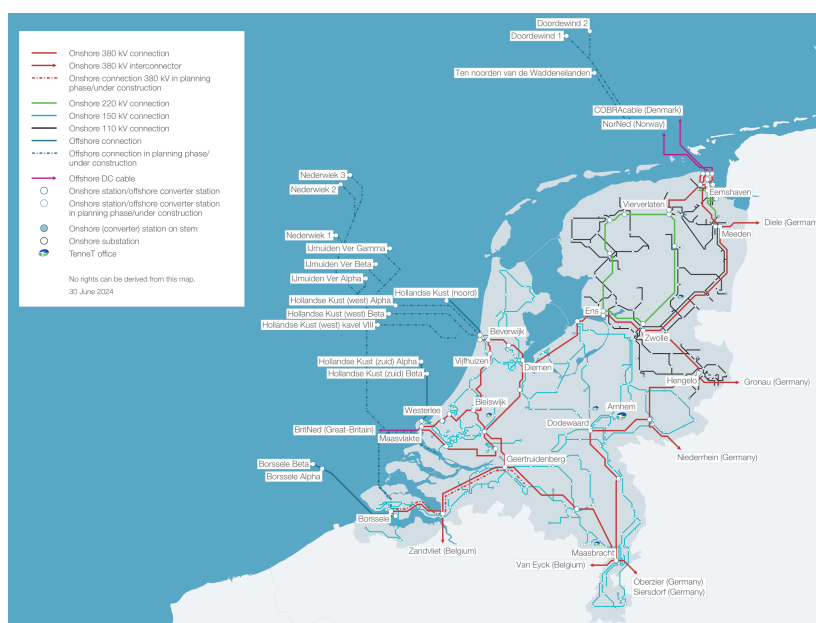 Onshore 380 kV connection
Onshore 380 kV interconnector
Onshore connection 380 kV in planning
phase/under construction
Onshore 220 kV connection
Onshore 150 kV connection
Onshore 110 kV connection
Offshore connection
Offshore connection in planning phase/
under construction
Offshore DC cable
Onshore station/offshore converter station
Onshore station/offshore converter station
in planning phase/under construction
Onshore (converter) station on stem
Onshore substation
TenneT office
No rights can be derived from this map.
30 June 2024
Doordewind 2
Doordewind 1
Ten noorden van de Waddeneilanden
COBRAcable (Denmark)
NorNed (Norway)
Nederwiek 3
Nederwiek 2
Eemshaven
Vierverlaten
Diele (Germam
Meeden
Nederwiek 1
IJmuiden Ver Gamma
IJmuiden Ver Beta
IJmuiden Ver Alpha
Hollandse Kust (noord)
Hollandse Kust (west) Alpha
Hollandse Kust (west) Beta
Hollandse Kust (west) kavel VIII
Ens
Beverwijk
Zwolle
Vijfhuizen
Diemen
Hollandse Kust (zuid) Alpha
Hollandse Kust (zuid) Beta
Hengelo
Gronau (Germany)
Bleiswijk
Arnhem
Westerlee
Dodewaard
BritNed (Great-Britain)
Maasvlakte
Niederrhein (Germany)
Geertruidenberg
Borssele Beta
Borssele Alpha
Borssele
Zandvliet (Belgium)
Maasbracht
Van Eyck (Belgium)
Oberzier (Germany)
Siersdorf (Germany)